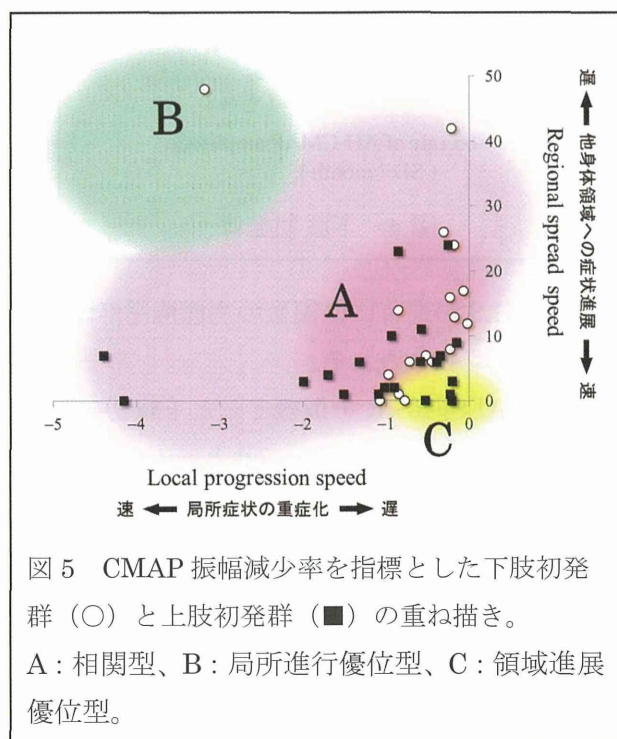 B
A
C
50
40
30
20
10
0
-5
-4
-3
-2
-1
0
遅 ← 他身体領域への症状進展 → 速
Regional spread speed
Local progression speed
速 ← 局所症状の重症化 → 遅
図 5 CMAP 振幅減少率を指標とした下肢初発
群（○）と上肢初発群（■）の重ね描き。
A：相関型、B：局所進行優位型、C：領域進展
優位型。